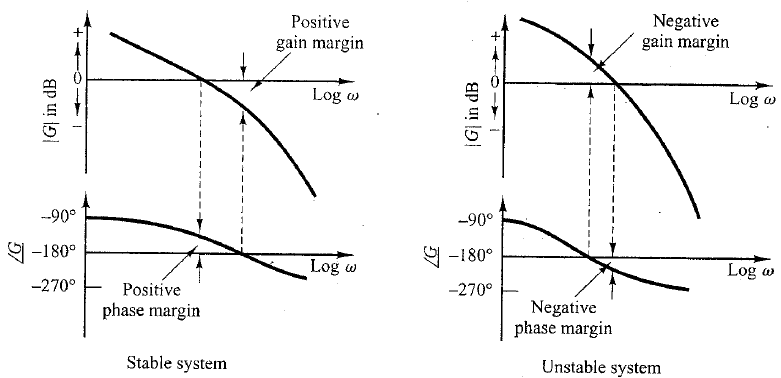 Positive
gain margin
+
0
−
|G| in dB
Log ω
−90°
−180°
−270°
∠G
Log ω
Positive
phase margin
Stable system
Negative
gain margin
+
0
−
|G| in dB
Log ω
−90°
−180°
−270°
∠G
Log ω
Negative
phase margin
Unstable system